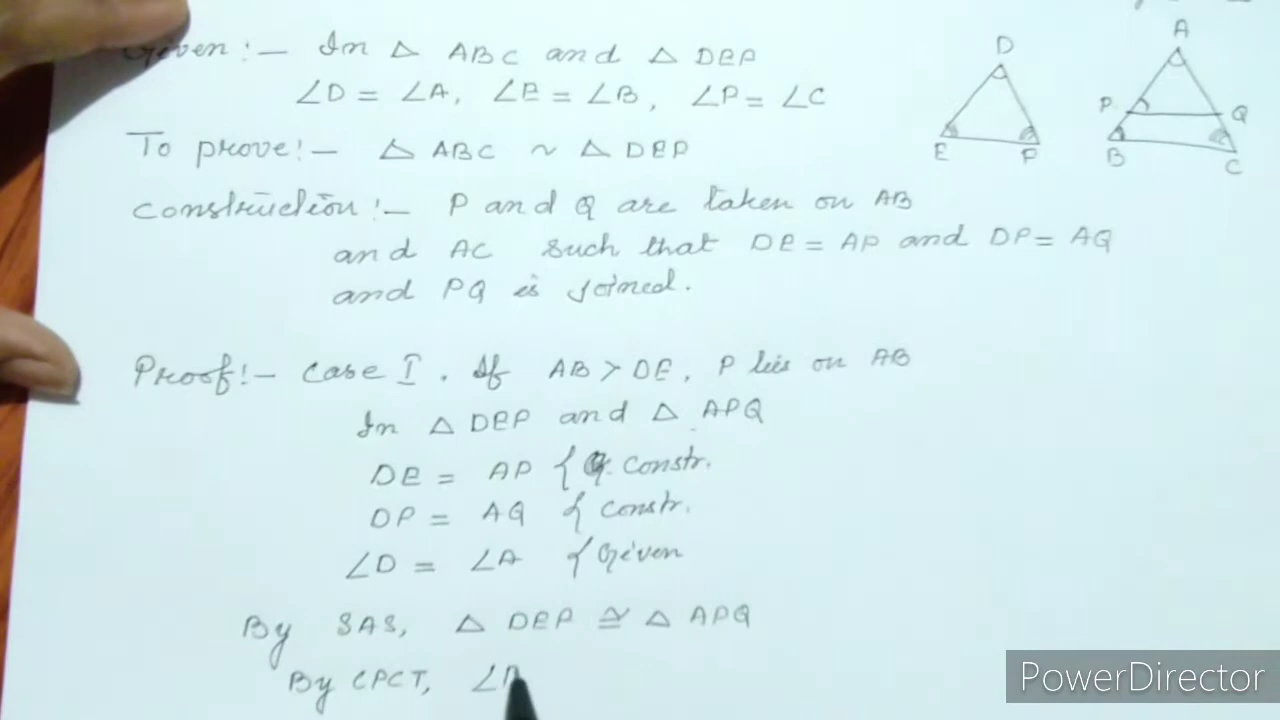 Given :- In △ ABC and △ DEF
∠D = ∠A, ∠E = ∠B, ∠F = ∠C
To prove :- △ ABC ~ △ DEF
Construction :- P and Q are taken on AB
and AC such that DE = AP and DF = AQ
and PQ is joined.
Proof :- Case I. If AB > DE, P lies on AB
In △ DEF and △ APQ
DE = AP { constr.
DF = AQ { constr.
∠D = ∠A { Given
By SAS, △ DEF ≅ △ APQ
By CPCT, ∠
D
E
F
A
P
Q
B
C
PowerDirector